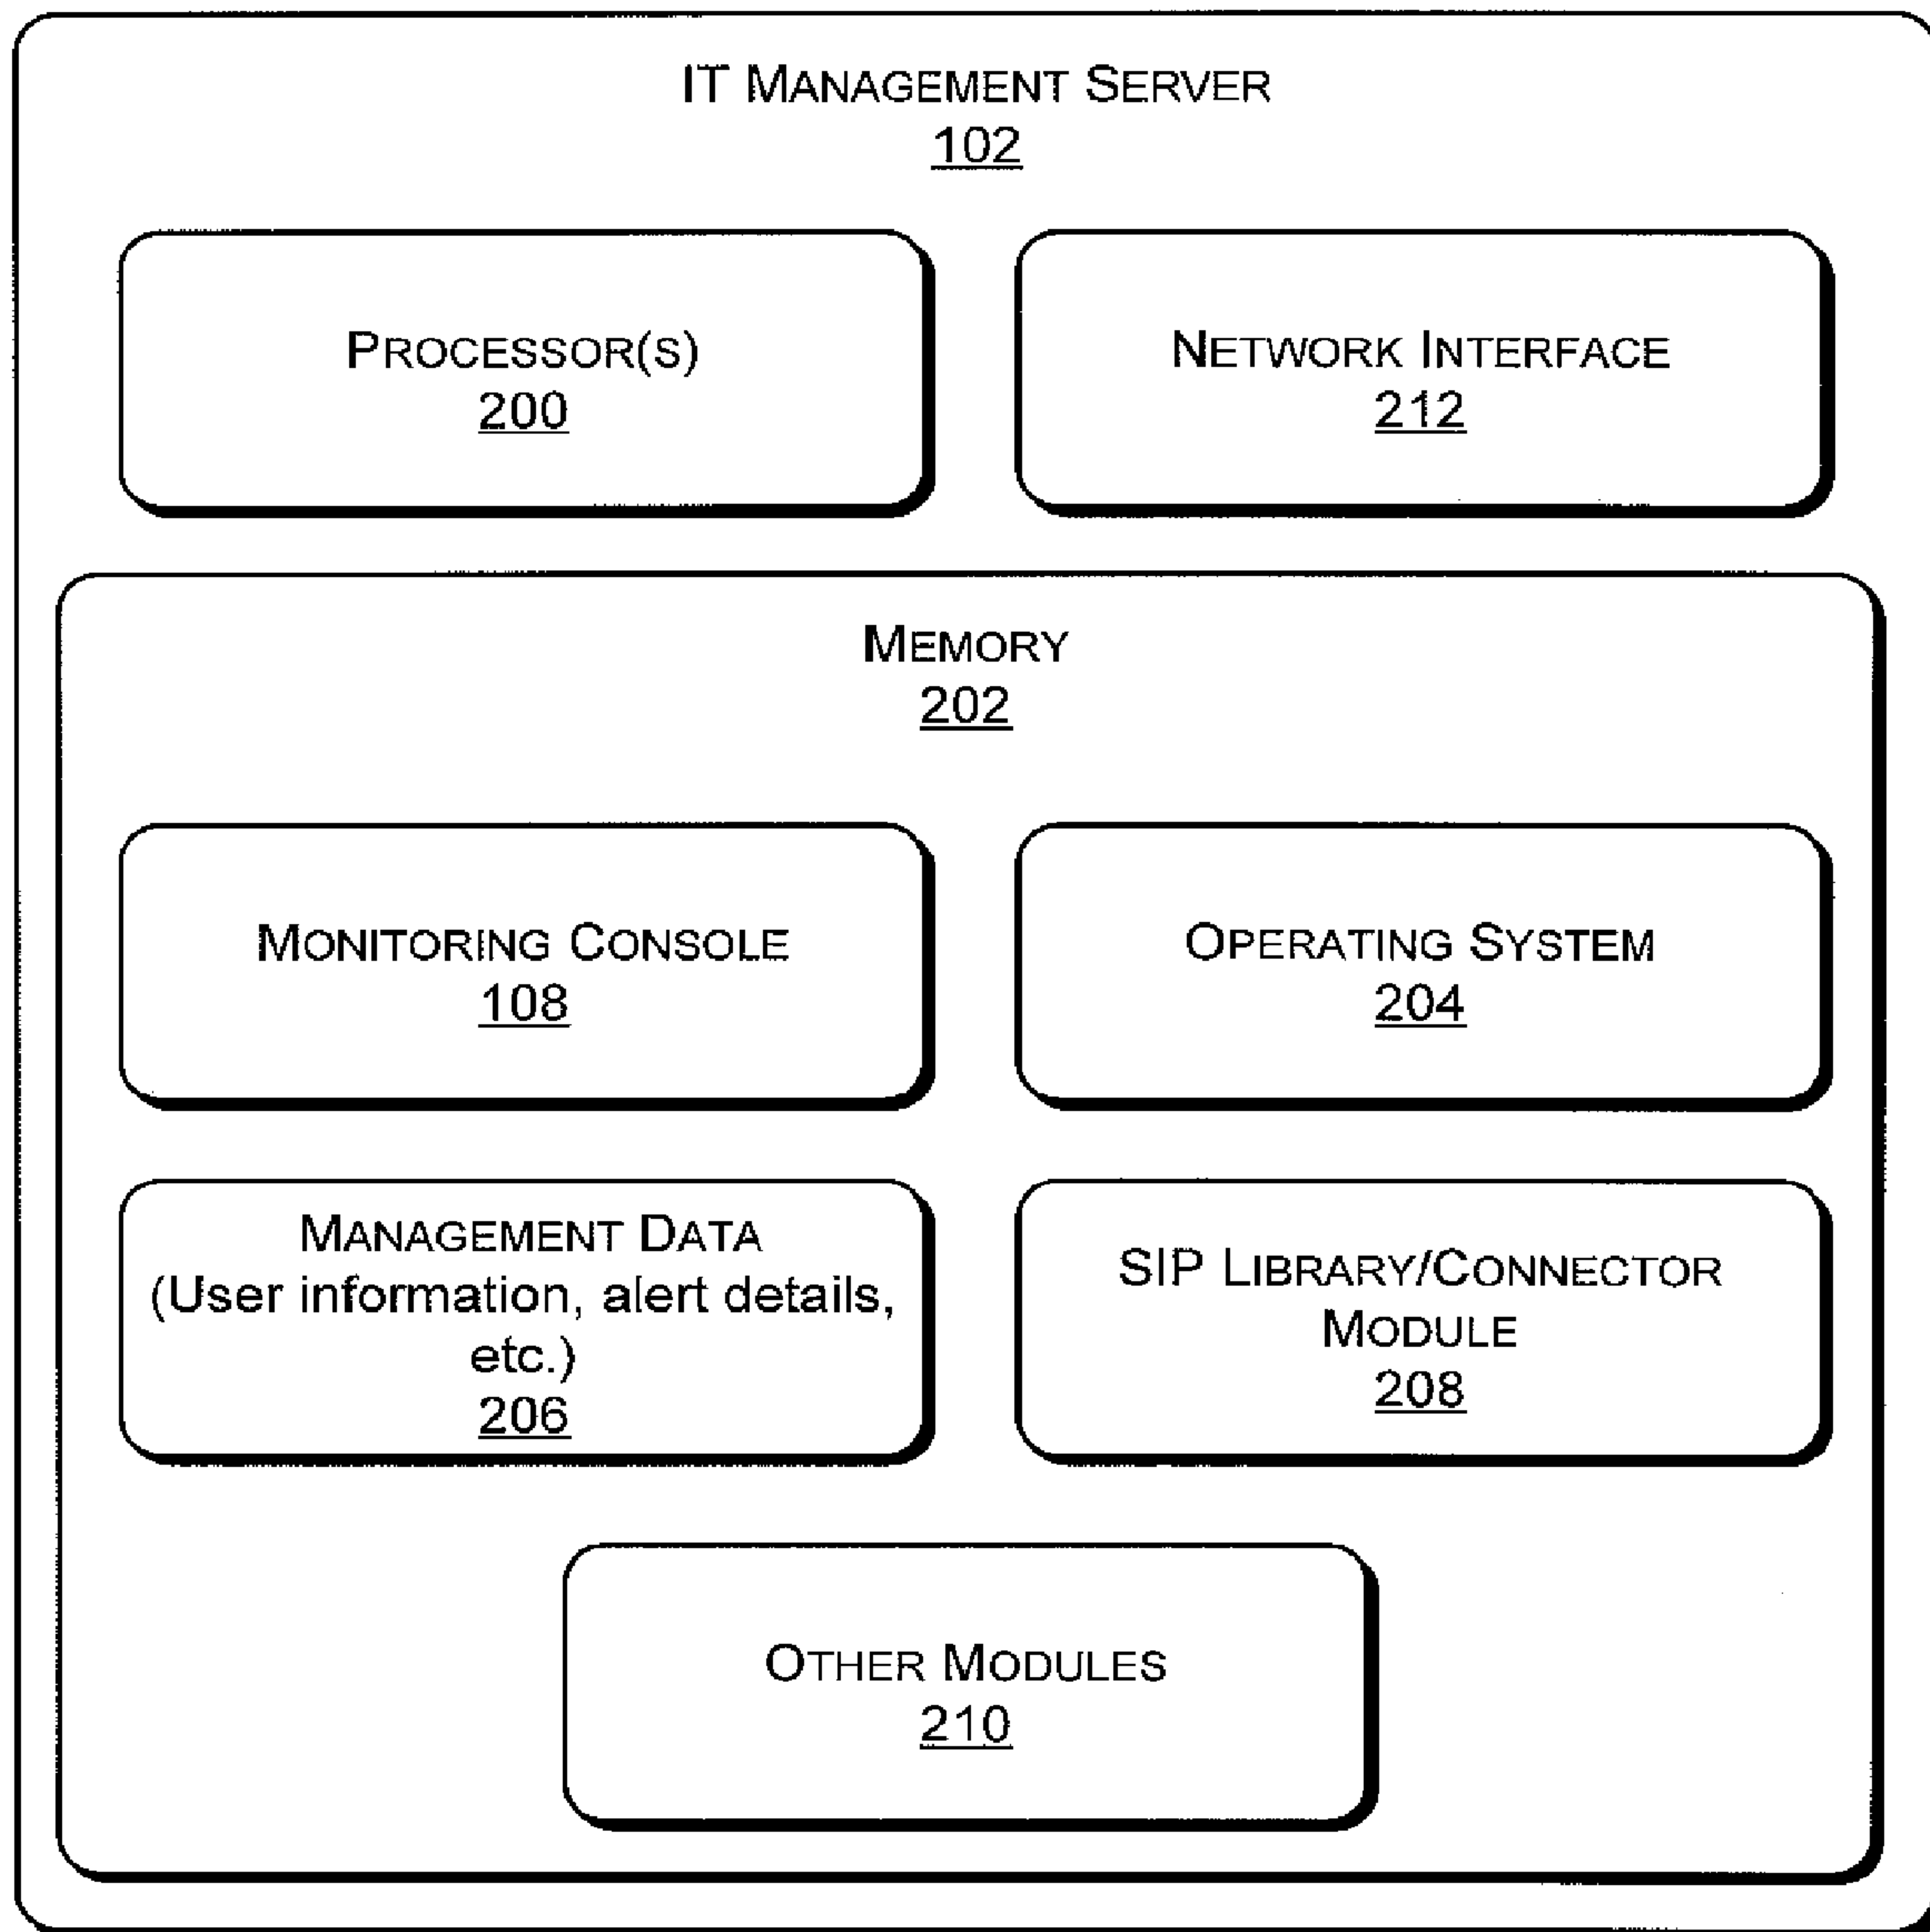 IT MANAGEMENT SERVER
102
PROCESSOR(S)
200
NETWORK INTERFACE
212
MEMORY
202
MONITORING CONSOLE
108
OPERATING SYSTEM
204
MANAGEMENT DATA
(User information, alert details,
etc.)
206
SIP LIBRARY/CONNECTOR
MODULE
208
OTHER MODULES
210